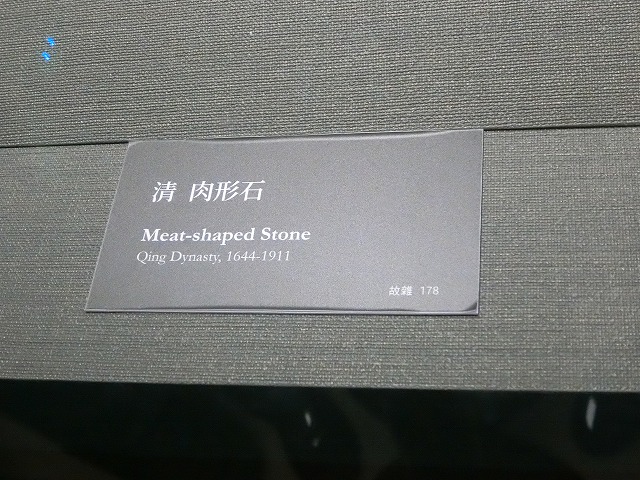 清 肉形石
Meat-shaped Stone
Qing Dynasty, 1644-1911
故雜 178